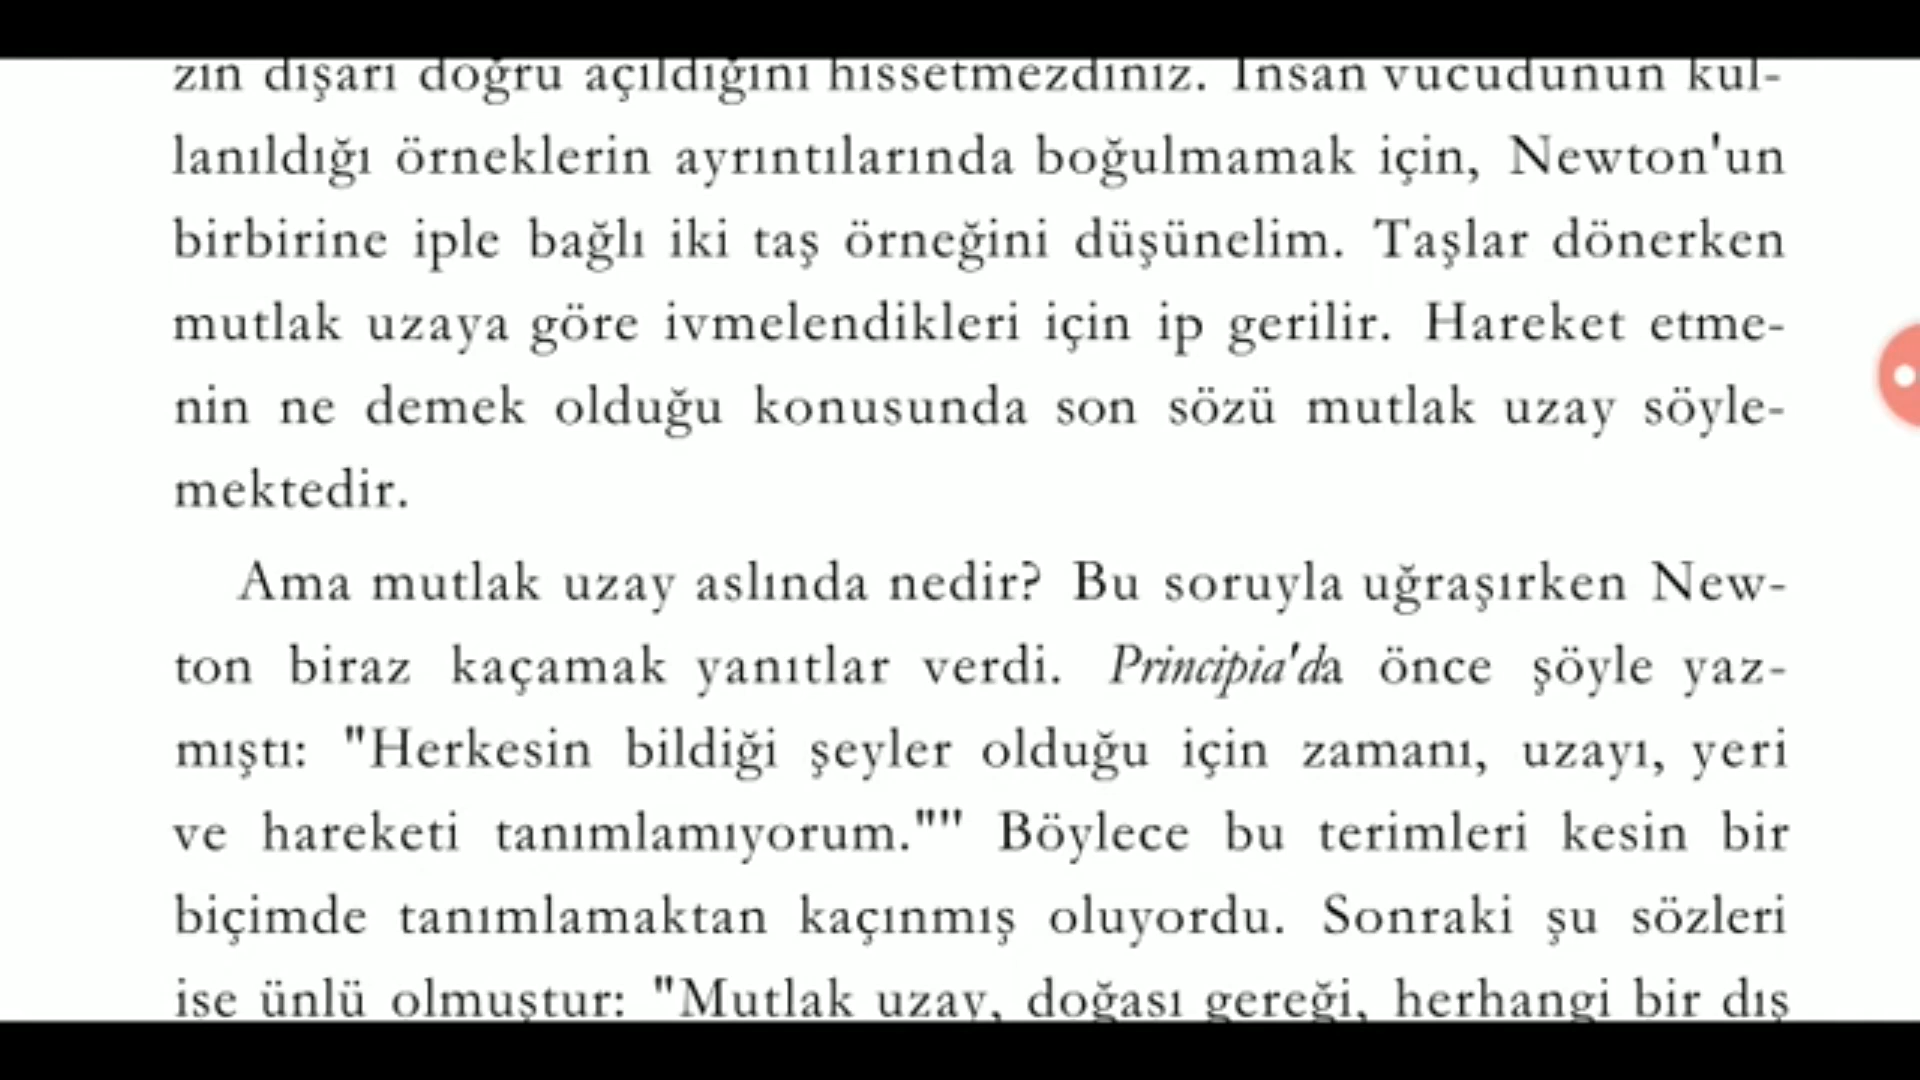 zin dışarı doğru açıldığını hissetmezdiniz. İnsan vücudunun kul-
lanıldığı örneklerin ayrıntılarında boğulmamak için, Newton'un
birbirine iple bağlı iki taş örneğini düşünelim. Taşlar dönerken
mutlak uzaya göre ivmelendikleri için ip gerilir. Hareket etme-
nin ne demek olduğu konusunda son sözü mutlak uzay söyle-
mektedir.
Ama mutlak uzay aslında nedir? Bu soruyla uğraşırken New-
ton biraz kaçamak yanıtlar verdi. Principia'da önce şöyle yaz-
mıştı: "Herkesin bildiği şeyler olduğu için zamanı, uzayı, yeri
ve hareketi tanımlamıyorum."" Böylece bu terimleri kesin bir
biçimde tanımlamaktan kaçınmış oluyordu. Sonraki şu sözleri
ise ünlü olmuştur: "Mutlak uzay, doğası gereği, herhangi bir dış